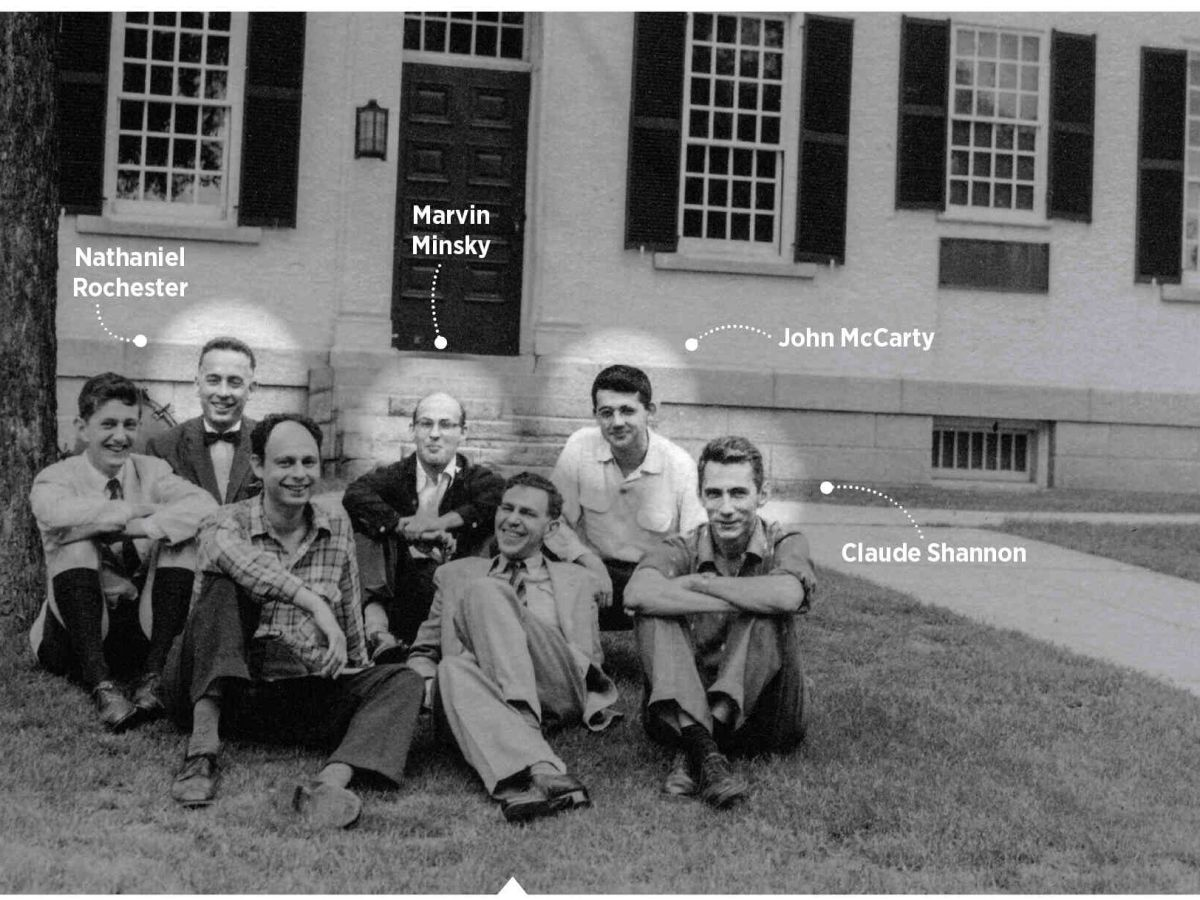 Nathaniel
Rochester
Marvin
Minsky
John McCarty
Claude Shannon